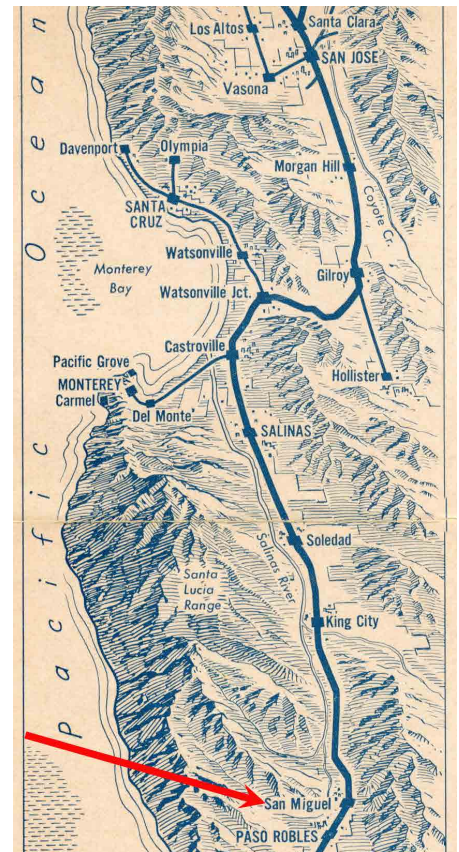 Santa Clara
Los Altos
SAN JOSE
Vasona
Davenport
Olympia
Morgan Hill
Coyote Cr.
SANTA
CRUZ
Watsonville
Monterey
Bay
Gilroy
Watsonville Jct.
Castroville
Pacific Grove
MONTEREY
Carmel
Hollister
Del Monte
SALINAS
Soledad
Salinas River
Santa
Lucia
Range
King City
San Miguel
PASO ROBLES
Pacific Ocean